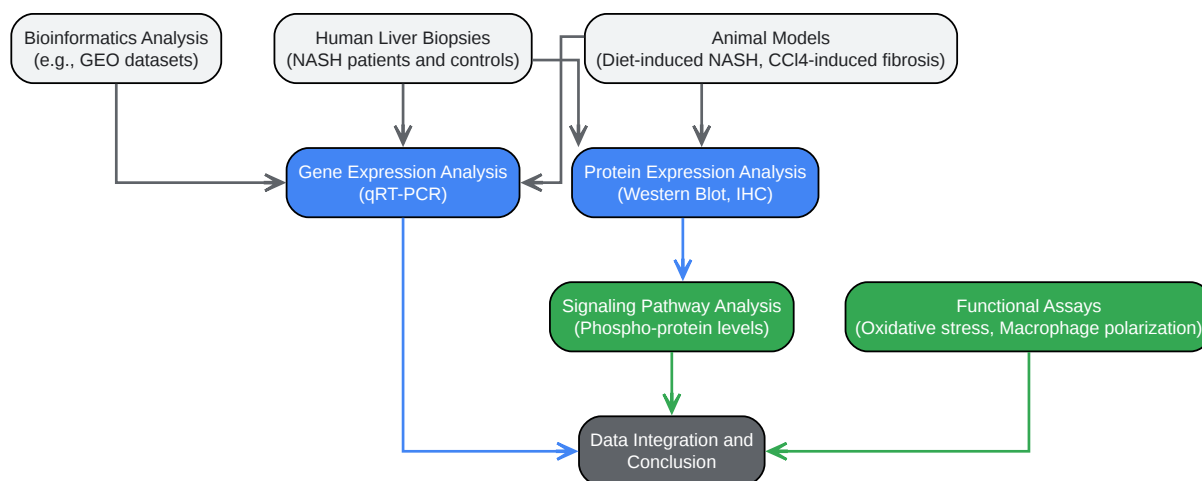 Bioinformatics Analysis
(e.g., GEO datasets)
Human Liver Biopsies
(NASH patients and controls)
Animal Models
(Diet-induced NASH, CCl4-induced fibrosis)
Gene Expression Analysis
(qRT-PCR)
Protein Expression Analysis
(Western Blot, IHC)
Signaling Pathway Analysis
(Phospho-protein levels)
Functional Assays
(Oxidative stress, Macrophage polarization)
Data Integration and
Conclusion